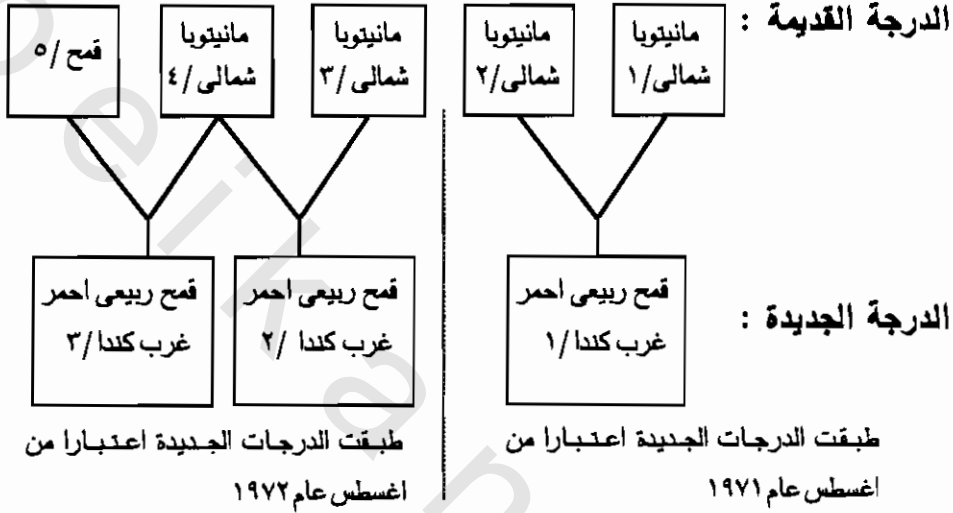 الدرجة القديمة :
مانيتوبا
شمالى/١
مانيتوبا
شمالى/٢
مانيتوبا
شمالى/٣
مانيتوبا
شمالى/٤
قمح/٥
الدرجة الجديدة :
قمح ربيعى احمر
غرب كندا/١
قمح ربيعى احمر
غرب كندا /٢
قمح ربيعى احمر
غرب كندا/٣
طبقت الدرجات الجديدة اعتبارا من
اغسطس عام ١٩٧١
طبقت الدرجات الجديدة اعتبارا من
اغسطس عام ١٩٧٢